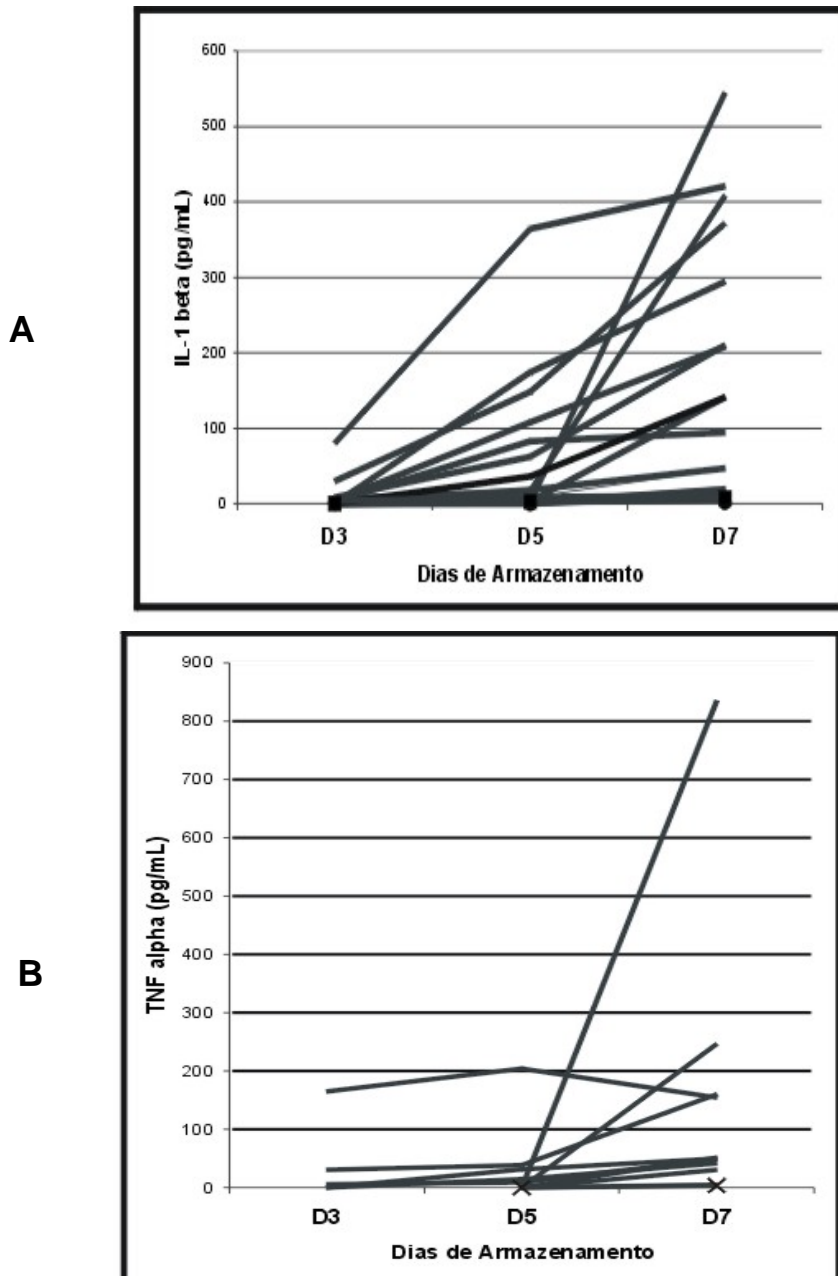 A
IL-1 beta (pg/mL)
600
500
400
300
200
100
0
D3 D5 D7
Dias de Armazenamento
B
TNF alpha (pg/mL)
900
800
700
600
500
400
300
200
100
0
D3 D5 D7
Dias de Armazenamento